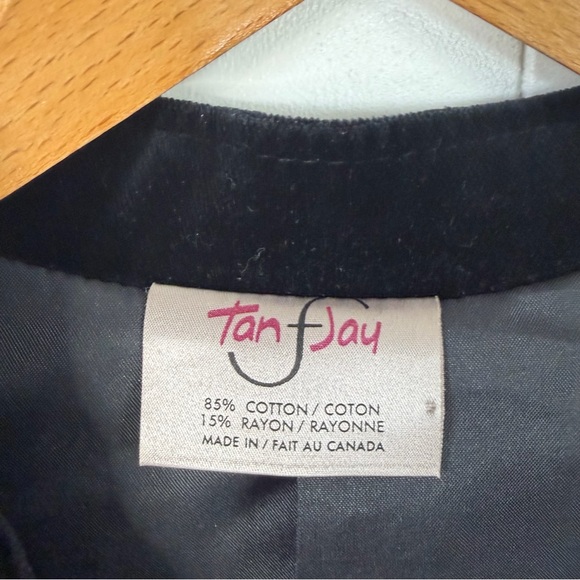 Tan Jay
85% COTTON / COTON
15% RAYON / RAYONNE
MADE IN / FAIT AU CANADA